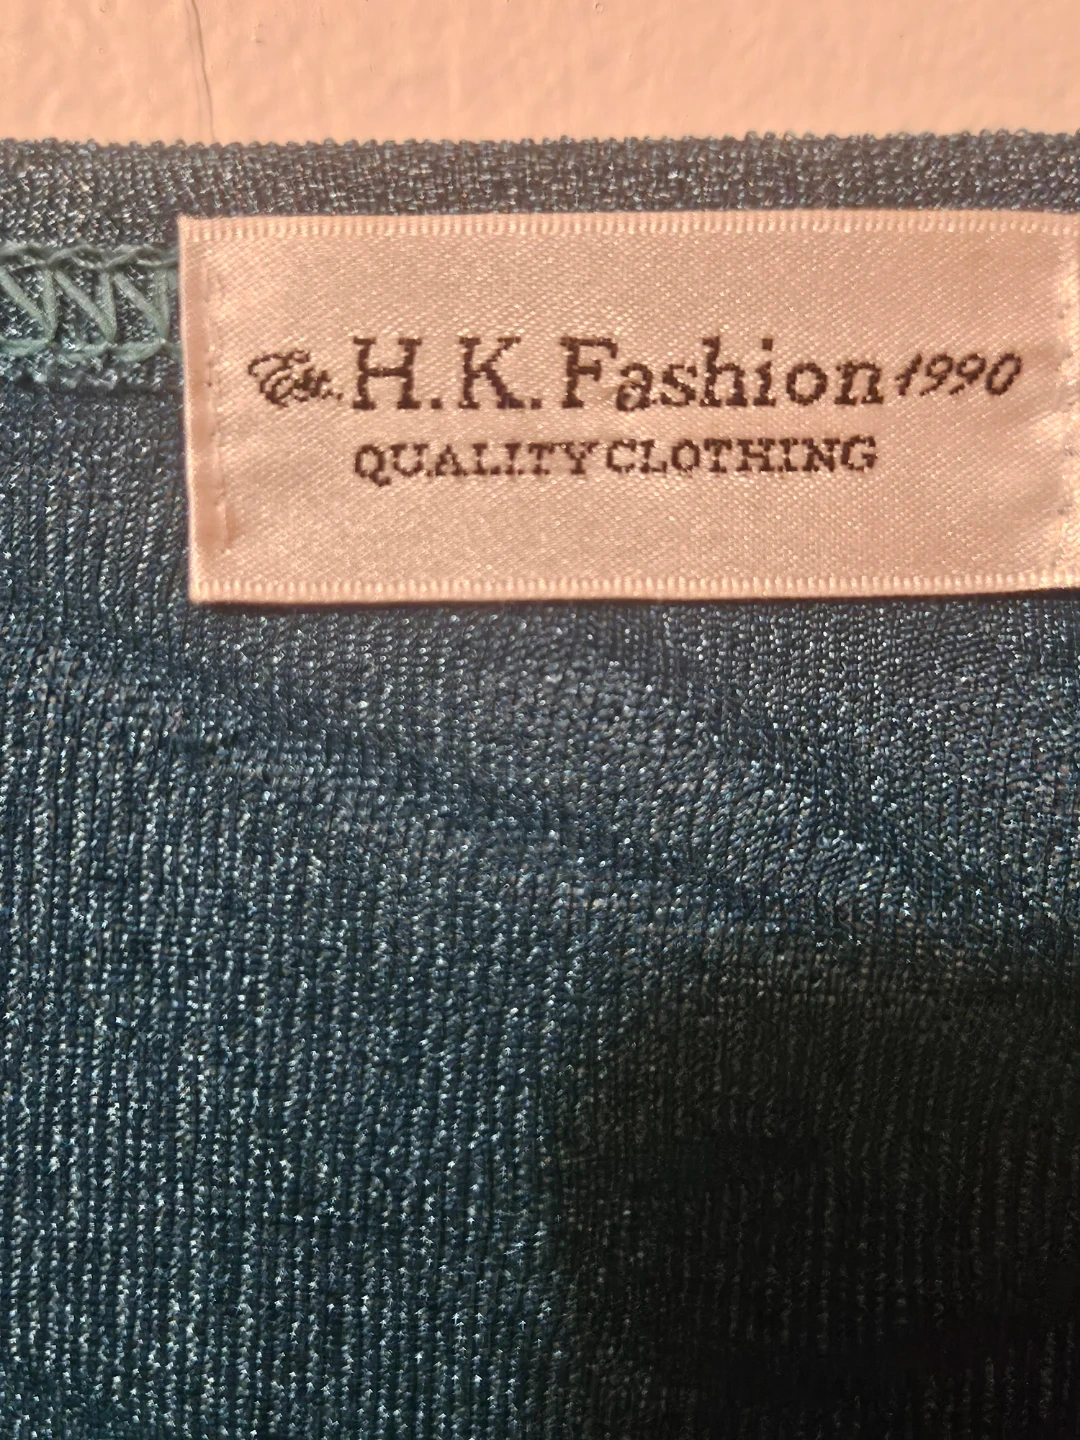 Est. H.K. Fashion 1990
QUALITY CLOTHING